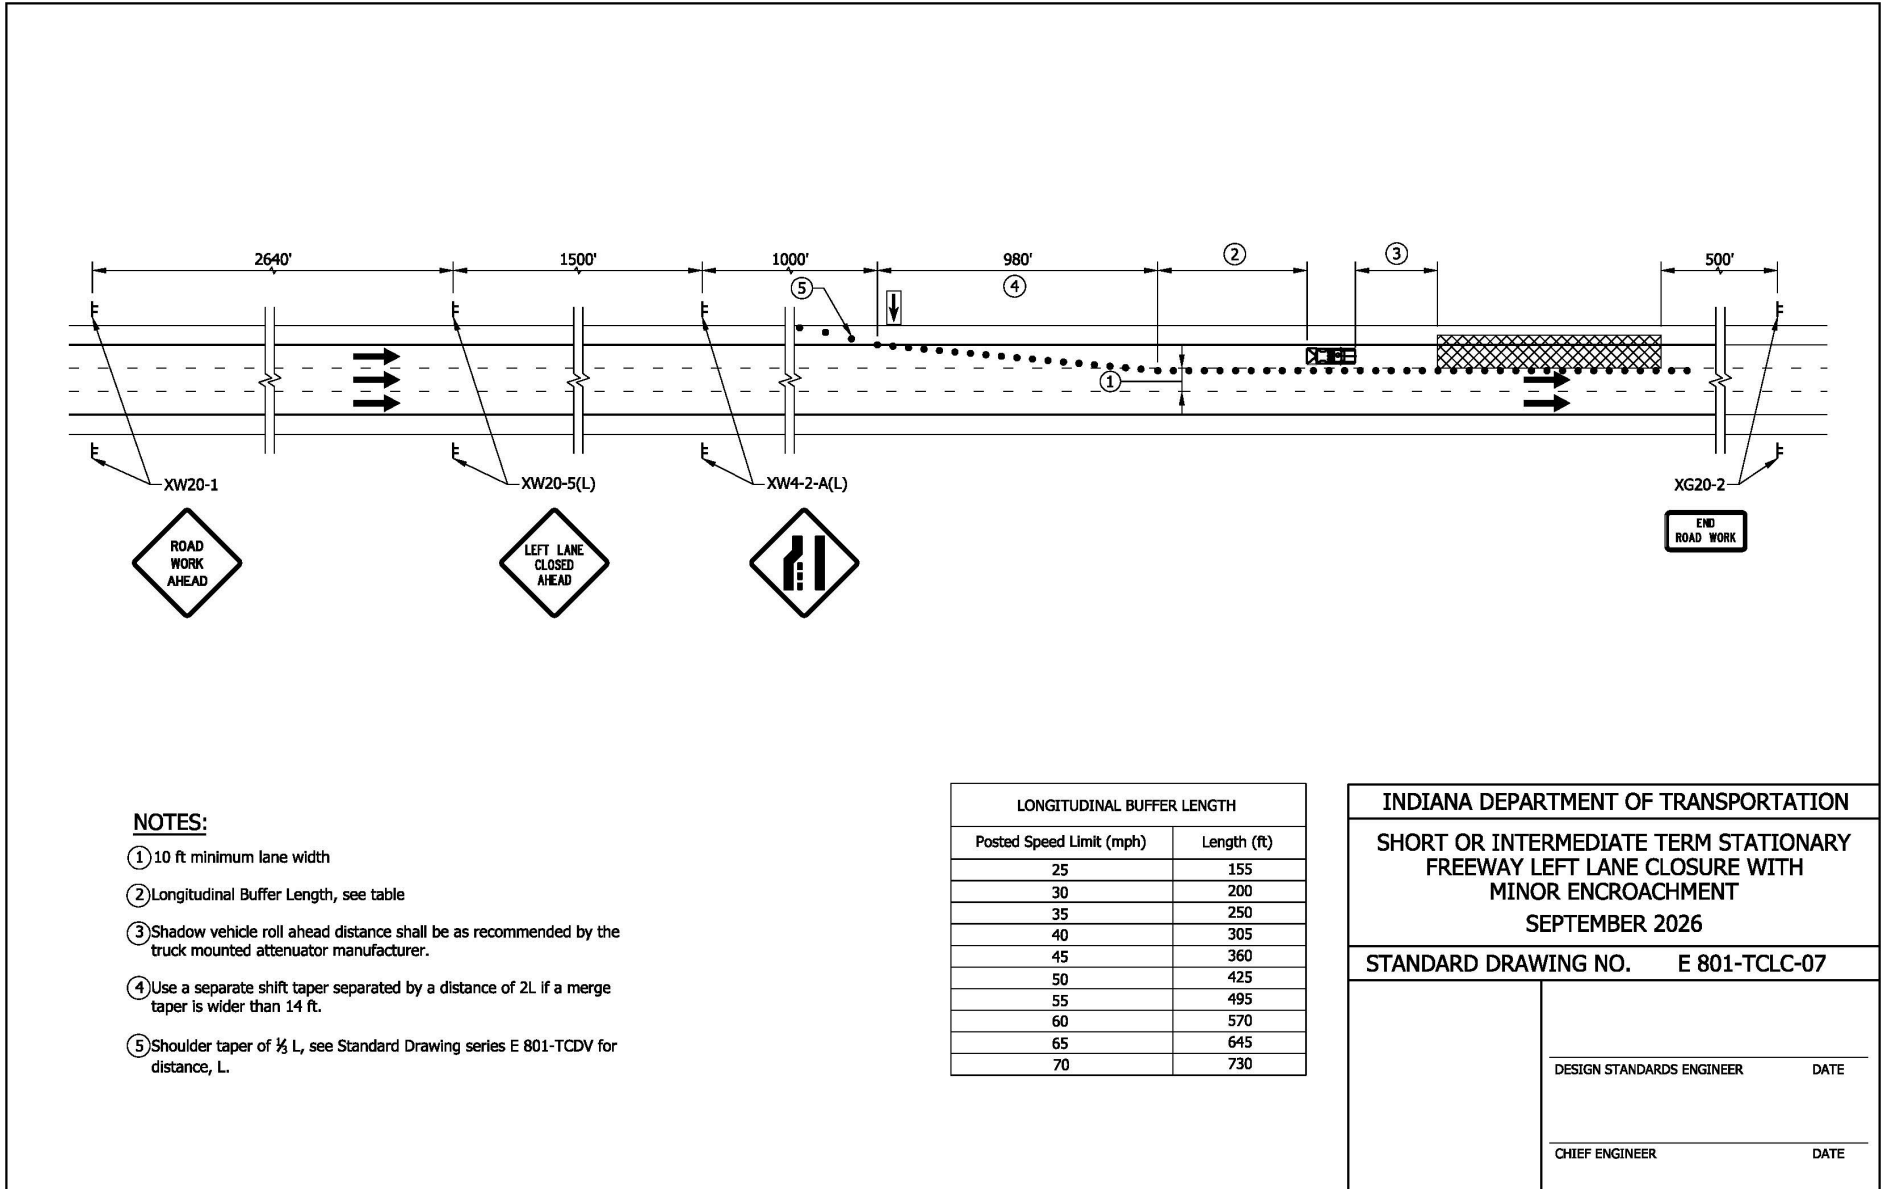 2640'
1500'
1000'
980'
2
3
500'
5
4
1
XW20-1
XW20-5(L)
XW4-2-A(L)
XG20-2
ROAD
WORK
AHEAD
LEFT LANE
CLOSED
AHEAD
END
ROAD WORK
NOTES:
1 10 ft minimum lane width
2 Longitudinal Buffer Length, see table
3 Shadow vehicle roll ahead distance shall be as recommended by the
truck mounted attenuator manufacturer.
4 Use a separate shift taper separated by a distance of 2L if a merge
taper is wider than 14 ft.
5 Shoulder taper of ⅓ L, see Standard Drawing series E 801-TCDV for
distance, L.
LONGITUDINAL BUFFER LENGTH
Posted Speed Limit (mph) Length (ft)
25 155
30 200
35 250
40 305
45 360
50 425
55 495
60 570
65 645
70 730
INDIANA DEPARTMENT OF TRANSPORTATION
SHORT OR INTERMEDIATE TERM STATIONARY
FREEWAY LEFT LANE CLOSURE WITH
MINOR ENCROACHMENT
SEPTEMBER 2026
STANDARD DRAWING NO. E 801-TCLC-07
DESIGN STANDARDS ENGINEER DATE
CHIEF ENGINEER DATE